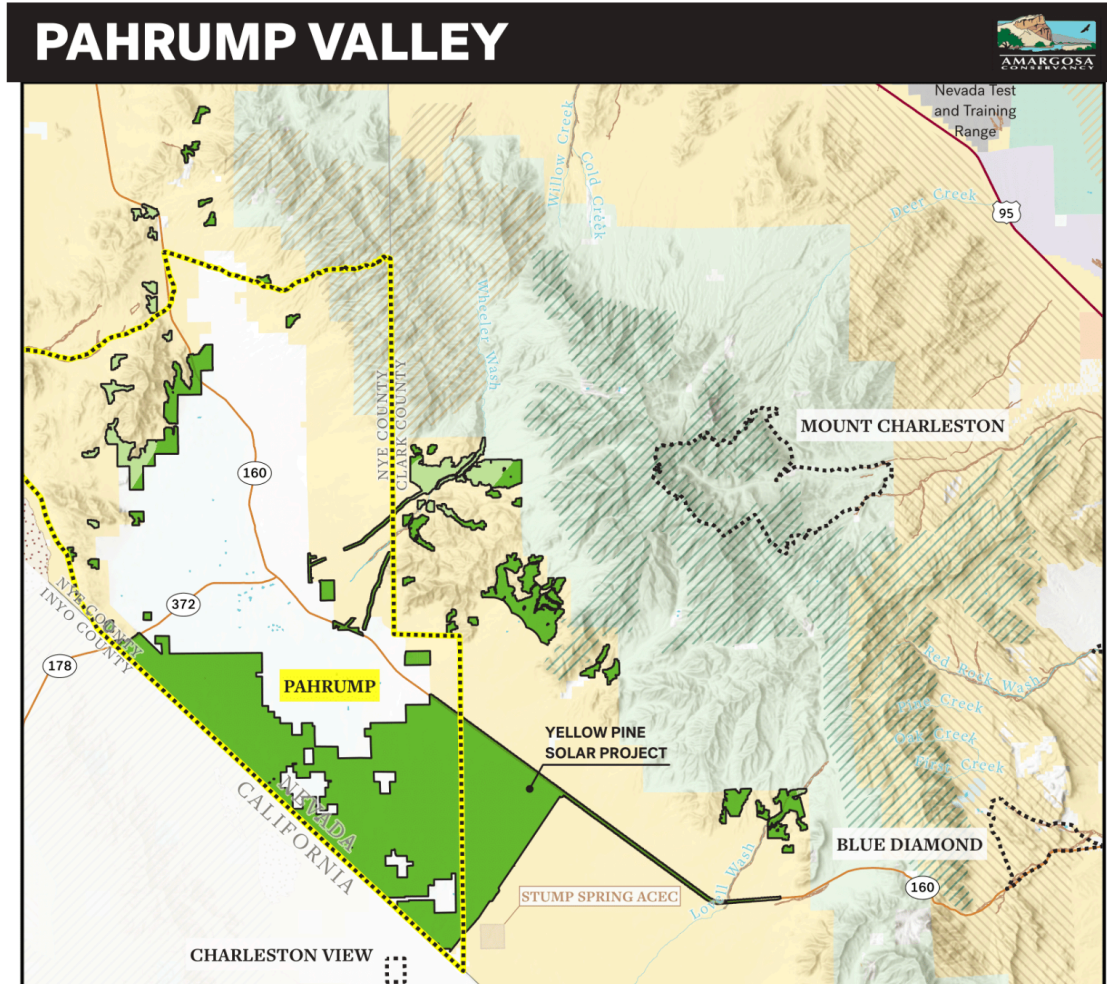 PAHRUMP VALLEY
AMARGOSA
CONSERVANCY
Nevada Test
and Training
Range
Willow Creek
Cold Creek
Deer Creek
95
Wheeler Wash
NYE COUNTY
CLARK COUNTY
MOUNT CHARLESTON
160
372
NYE COUNTY
INYO COUNTY
178
PAHRUMP
Red Rock Wash
Pine Creek
Oak Creek
First Creek
YELLOW PINE
SOLAR PROJECT
NEVADA
CALIFORNIA
BLUE DIAMOND
160
STUMP SPRING ACEC
Lovell Wash
CHARLESTON VIEW